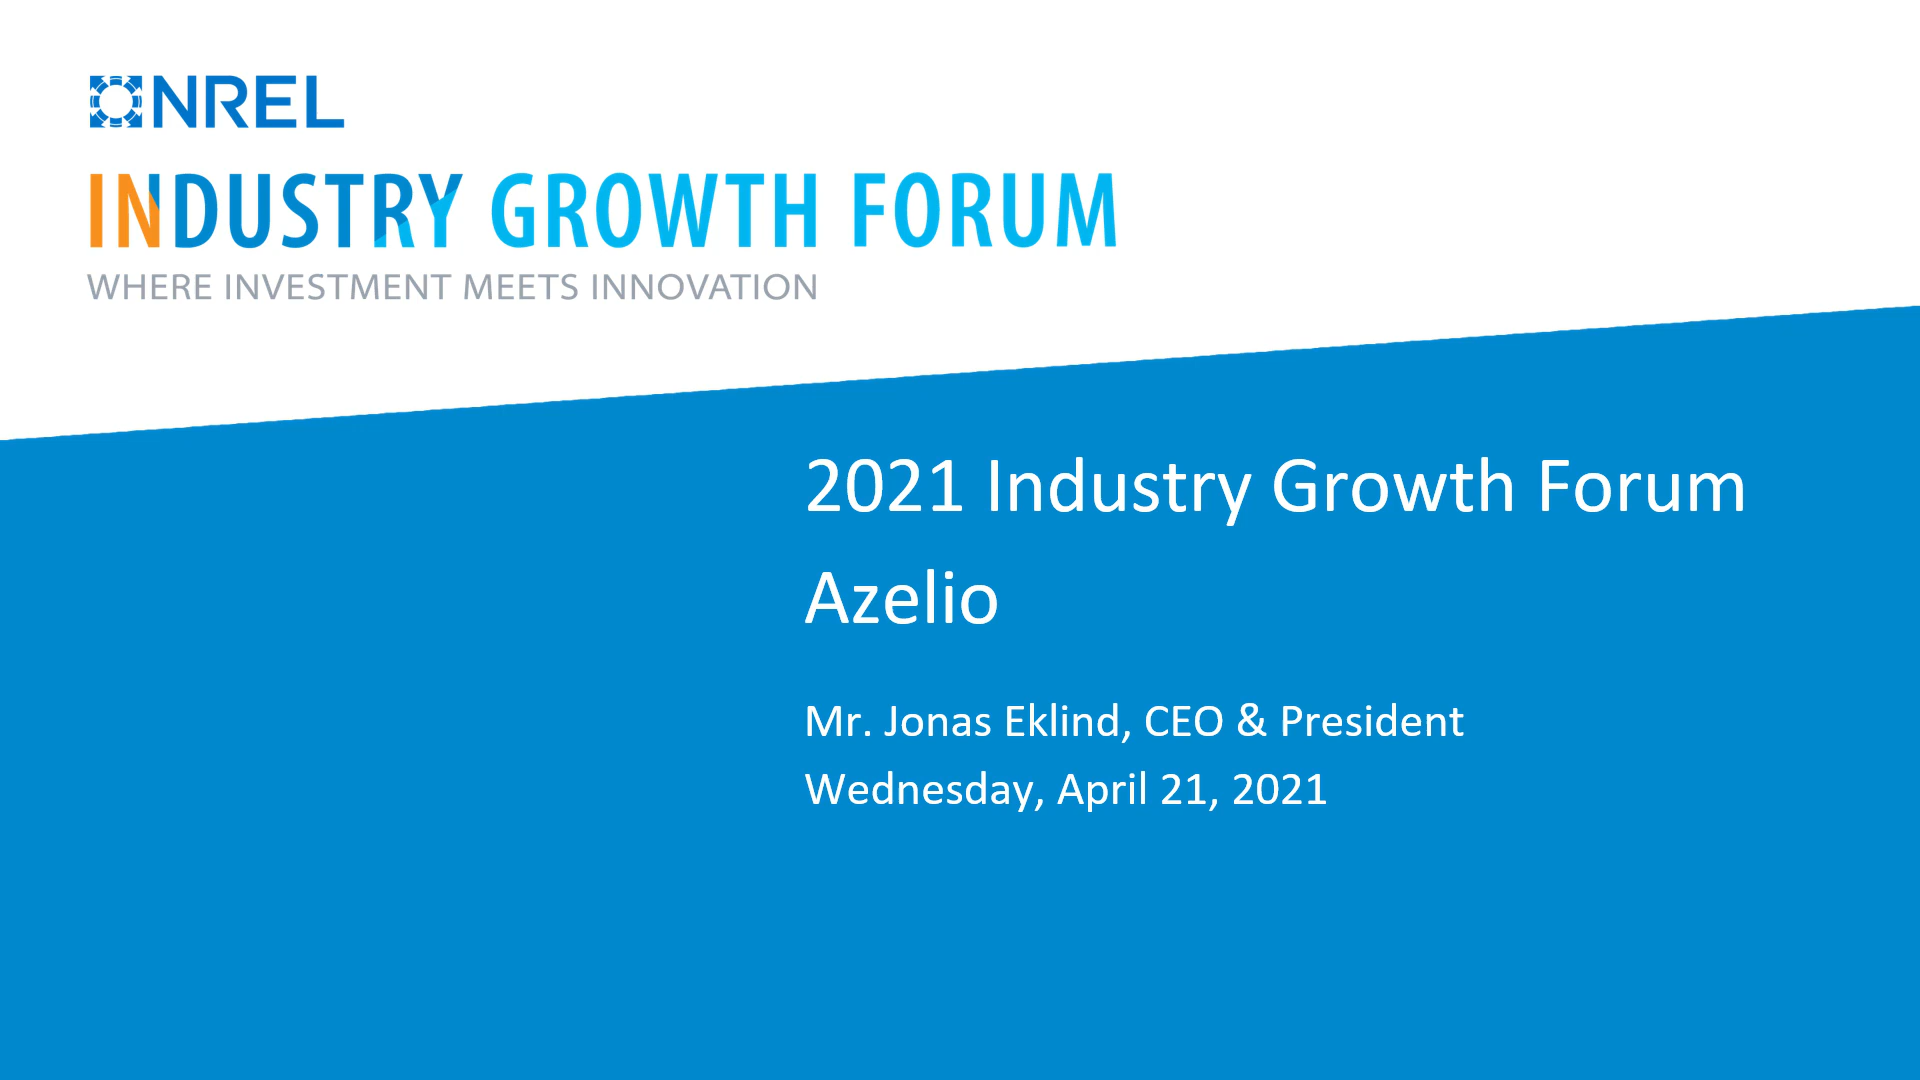 NREL
INDUSTRY GROWTH FORUM
WHERE INVESTMENT MEETS INNOVATION
2021 Industry Growth Forum
Azelio
Mr. Jonas Eklind, CEO & President
Wednesday, April 21, 2021